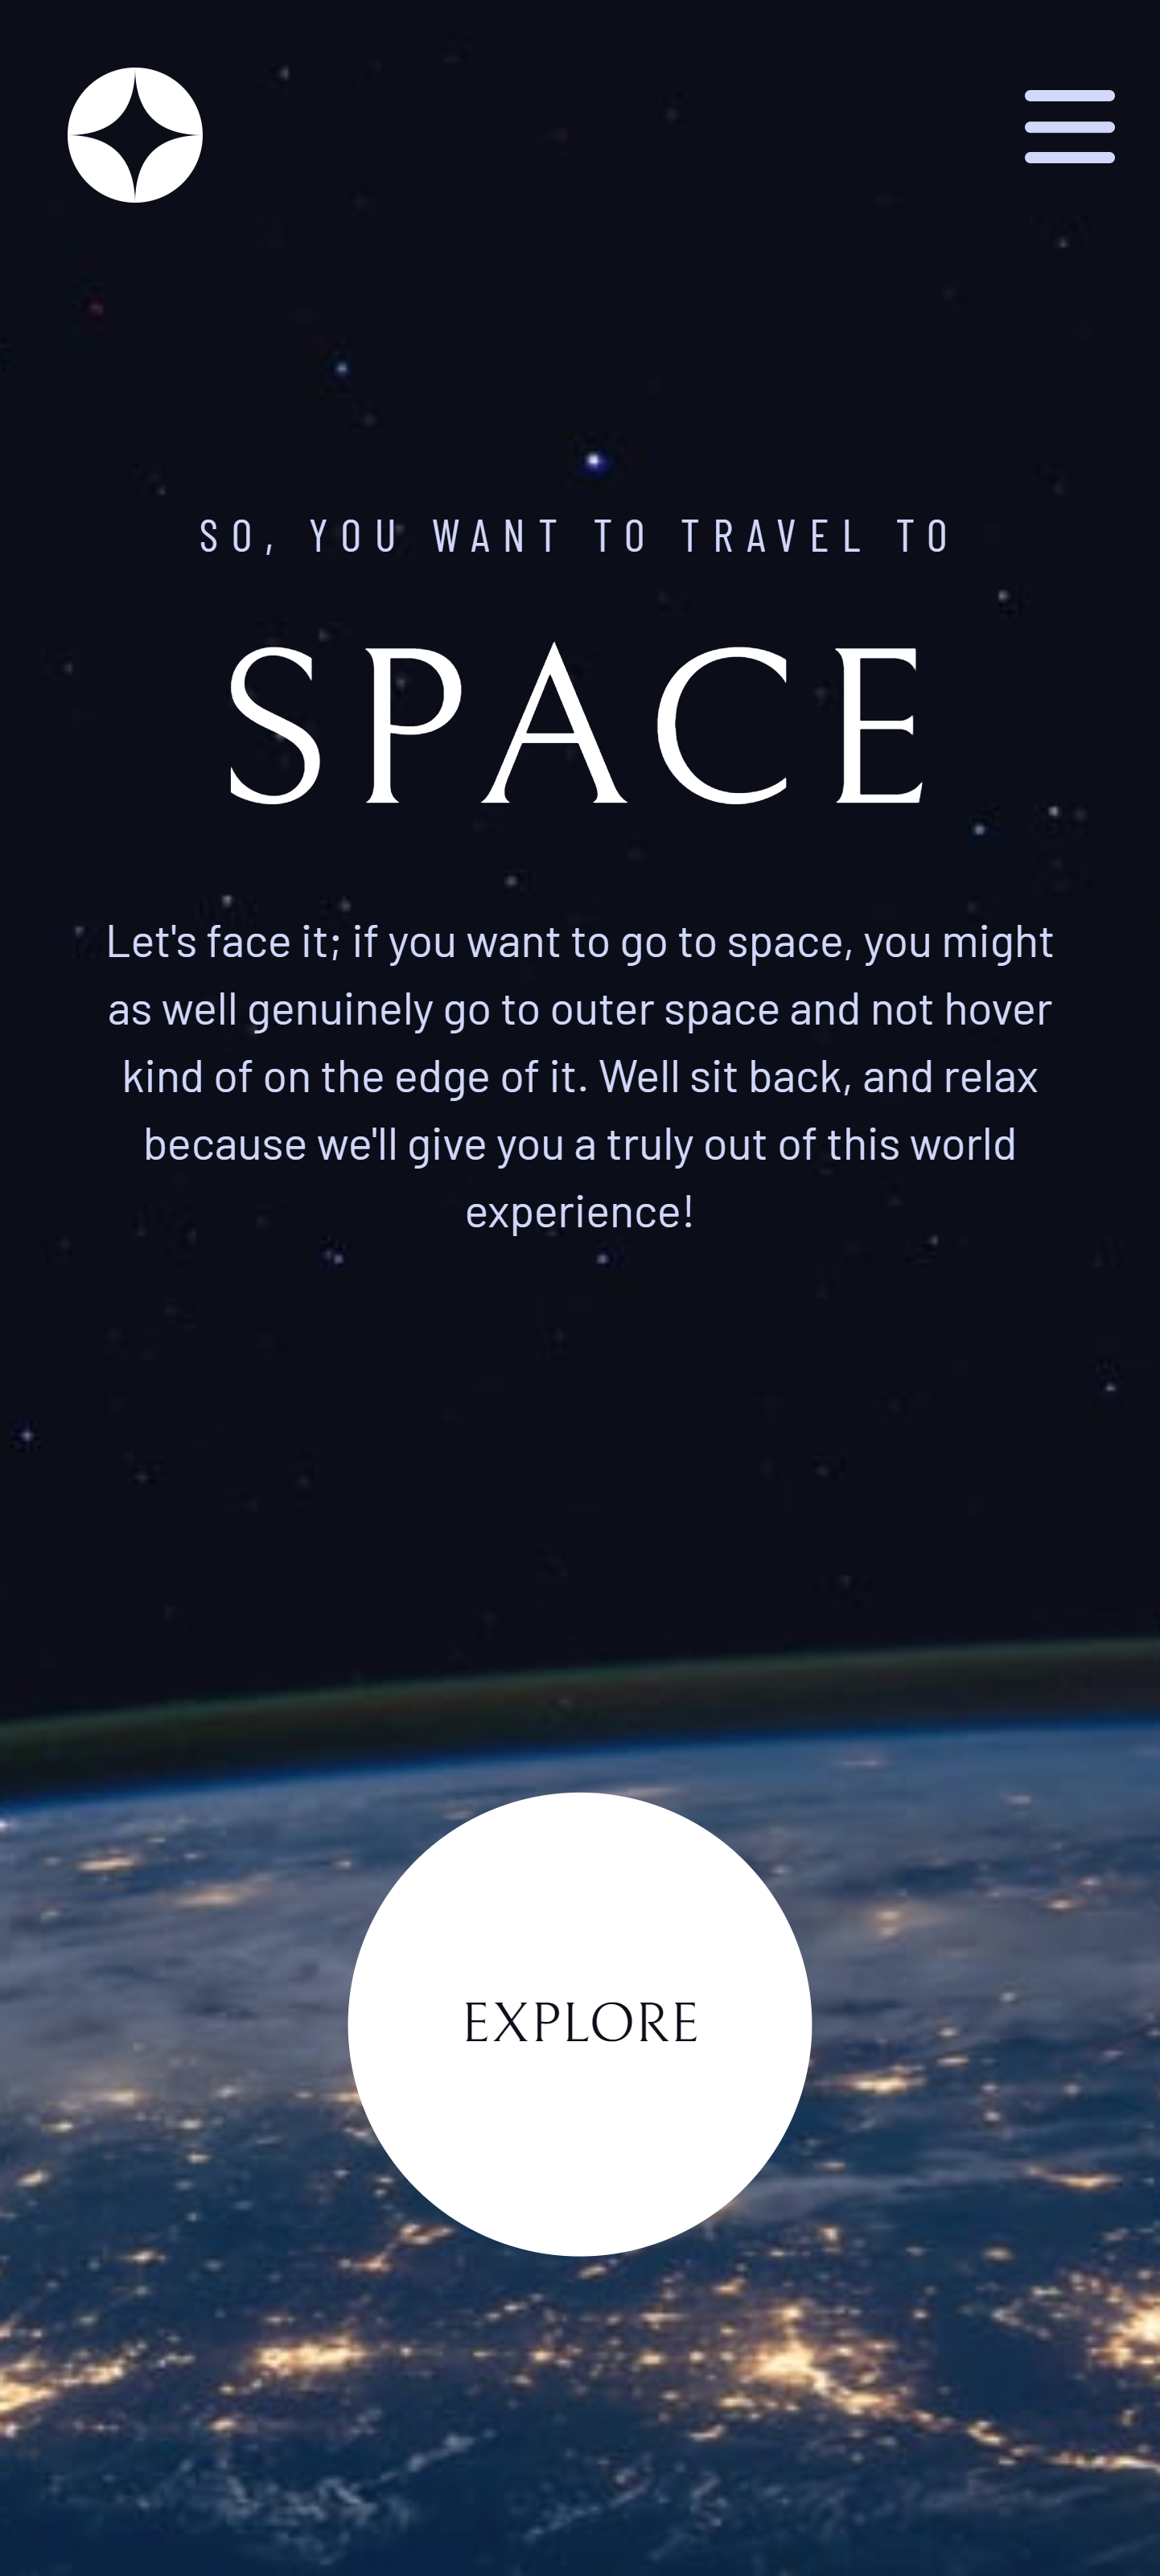 SO, YOU WANT TO TRAVEL TO
SPACE
Let's face it; if you want to go to space, you might
as well genuinely go to outer space and not hover
kind of on the edge of it. Well sit back, and relax
because we'll give you a truly out of this world
experience!
EXPLORE